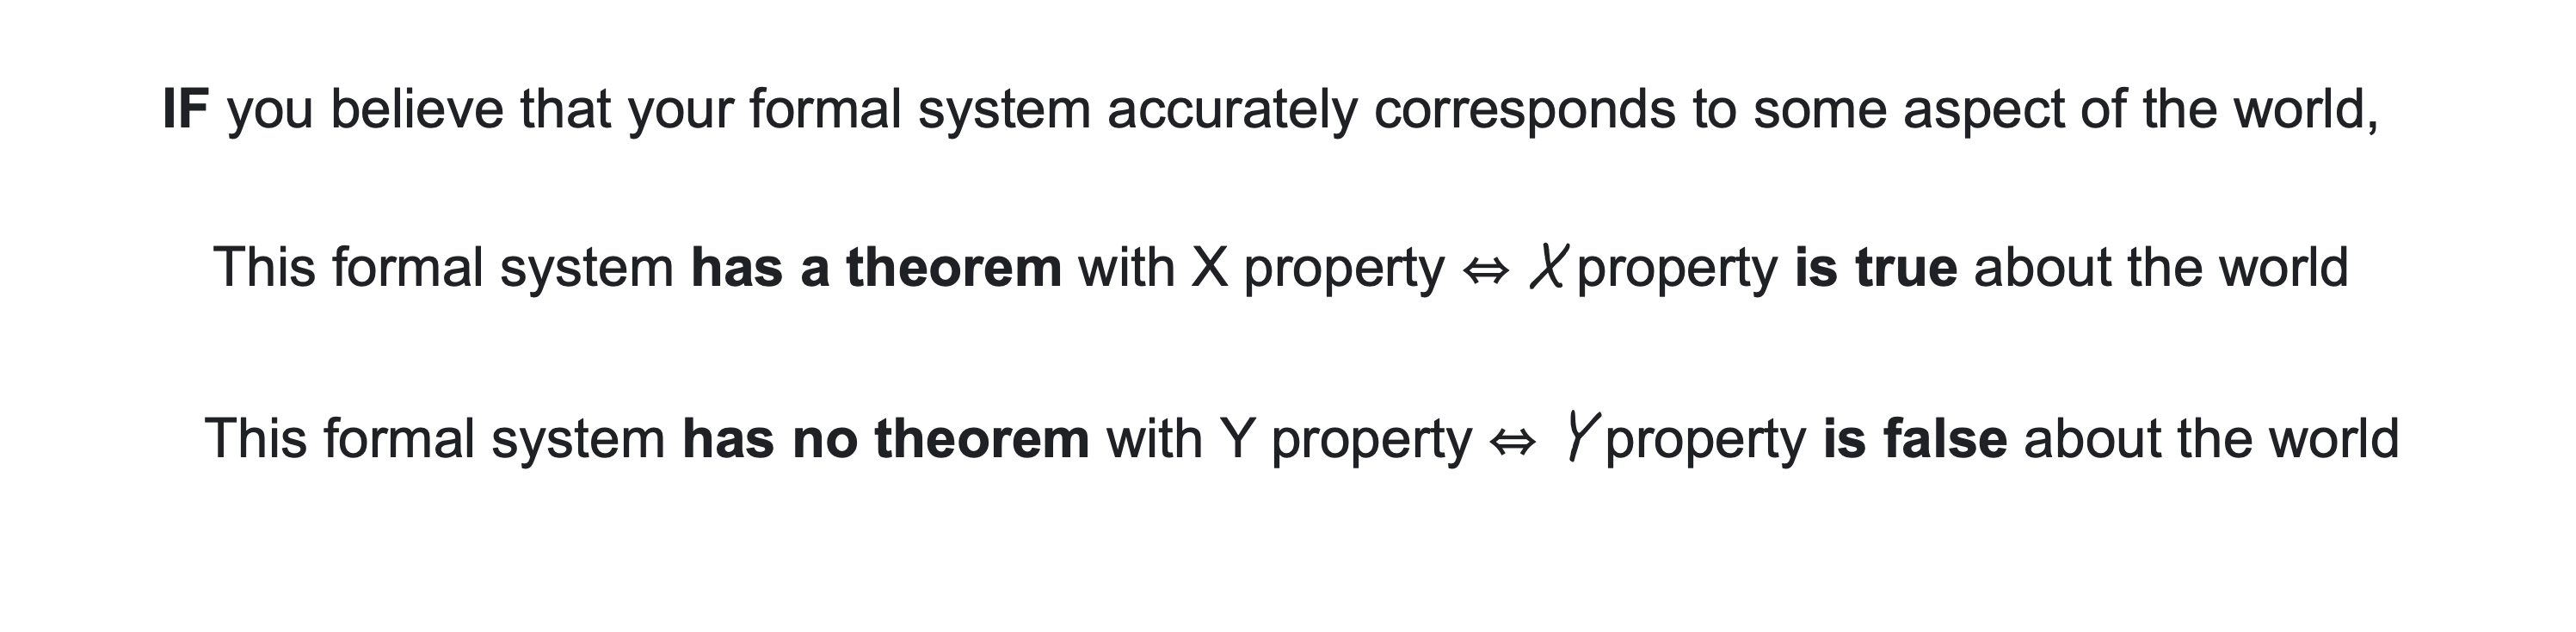 IF you believe that your formal system accurately corresponds to some aspect of the world,
This formal system has a theorem with X property ⇔ 𝒳 property is true about the world
This formal system has no theorem with Y property ⇔ 𝒴 property is false about the world